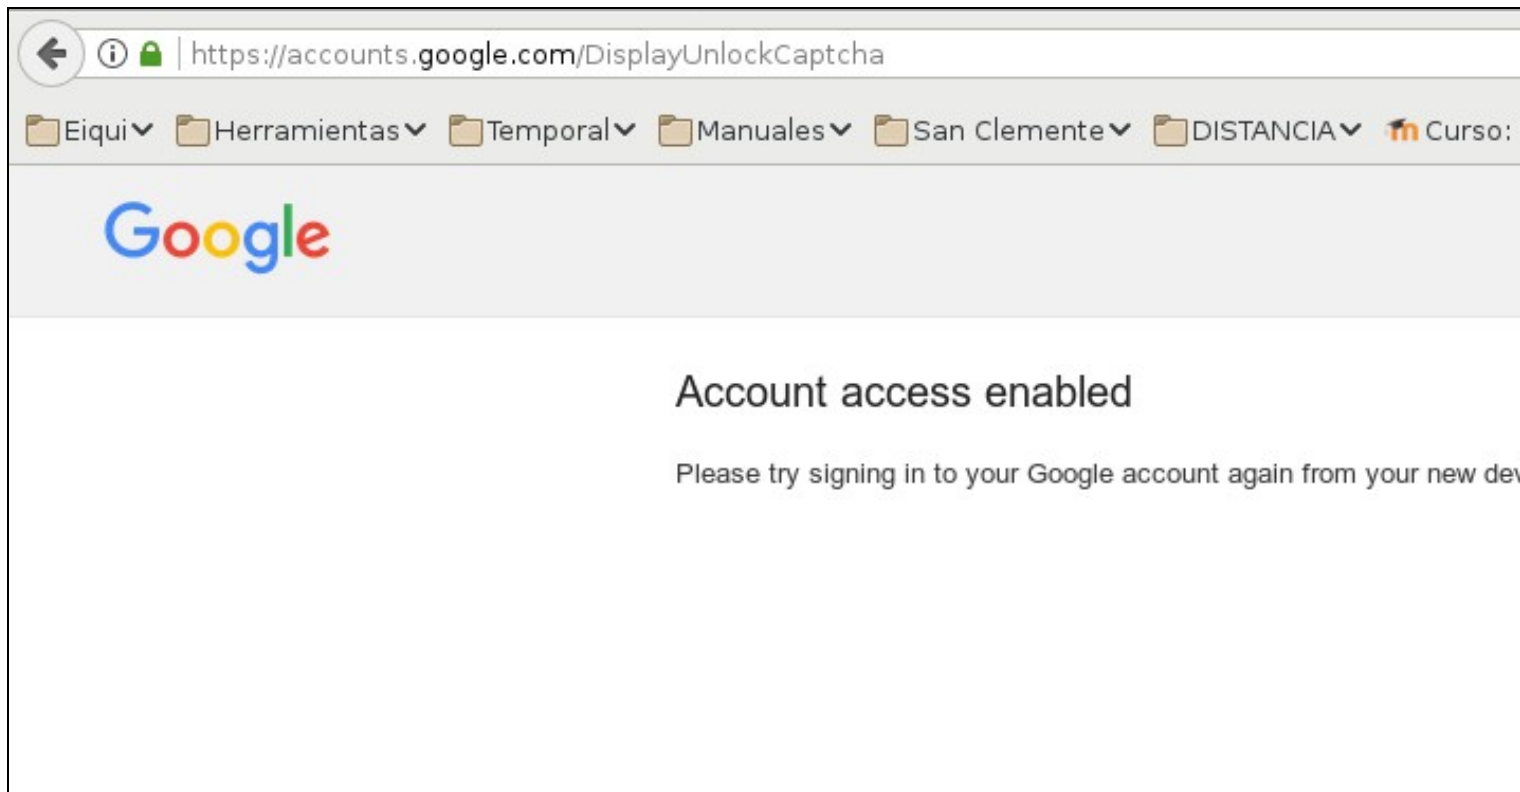 https://accounts.google.com/DisplayUnlockCaptcha
Eiqui Herramientas Temporal Manuales San Clemente DISTANCIA Curso:
Google
Account access enabled
Please try signing in to your Google account again from your new